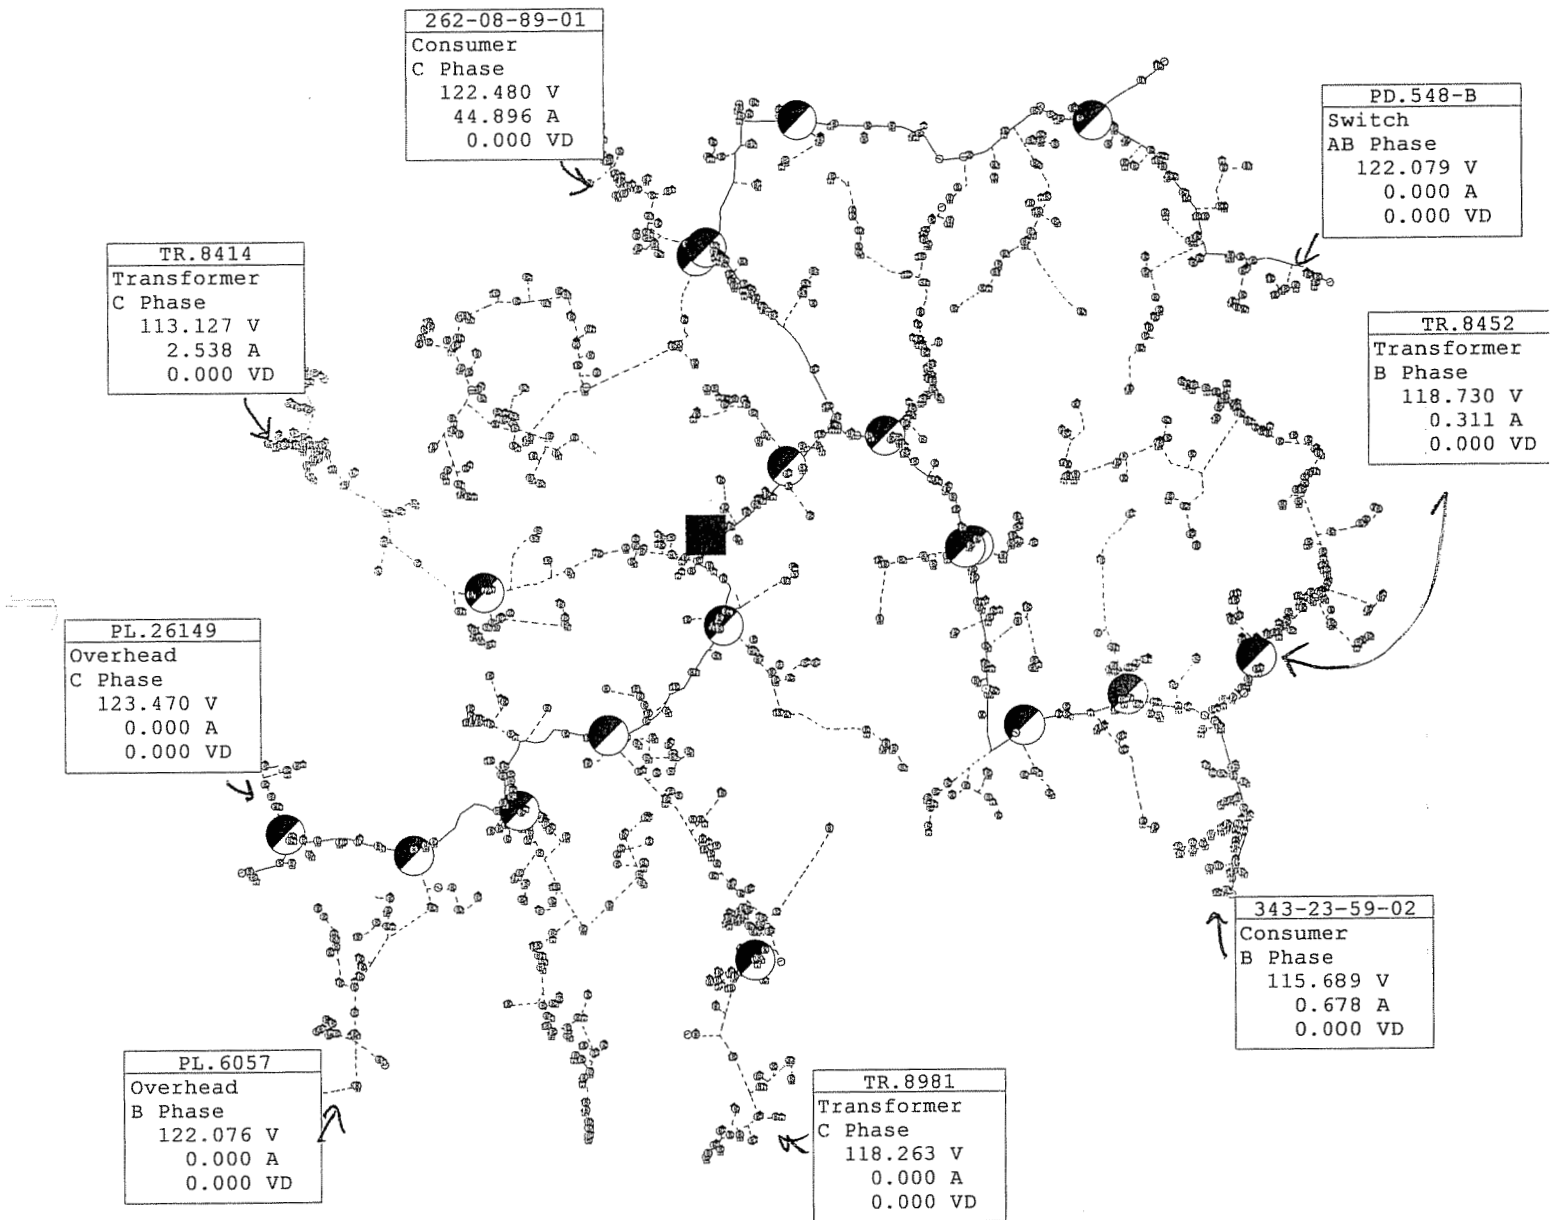 262-08-89-01
Consumer
C Phase
122.480 V
44.896 A
0.000 VD
PD.548-B
Switch
AB Phase
122.079 V
0.000 A
0.000 VD
TR.8414
Transformer
C Phase
113.127 V
2.538 A
0.000 VD
TR.8452
Transformer
B Phase
118.730 V
0.311 A
0.000 VD
PL.26149
Overhead
C Phase
123.470 V
0.000 A
0.000 VD
343-23-59-02
Consumer
B Phase
115.689 V
0.678 A
0.000 VD
PL.6057
Overhead
B Phase
122.076 V
0.000 A
0.000 VD
TR.8981
Transformer
C Phase
118.263 V
0.000 A
0.000 VD